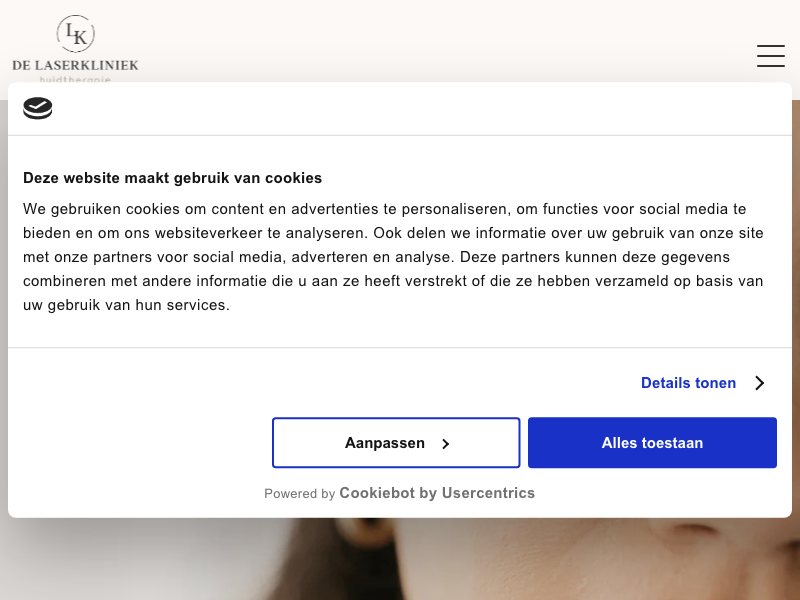 LK
DE LASERKLINIEK
huidtherapie
Deze website maakt gebruik van cookies
We gebruiken cookies om content en advertenties te personaliseren, om functies voor social media te
bieden en om ons websiteverkeer te analyseren. Ook delen we informatie over uw gebruik van onze site
met onze partners voor social media, adverteren en analyse. Deze partners kunnen deze gegevens
combineren met andere informatie die u aan ze heeft verstrekt of die ze hebben verzameld op basis van
uw gebruik van hun services.
Details tonen
Aanpassen
Alles toestaan
Powered by Cookiebot by Usercentrics